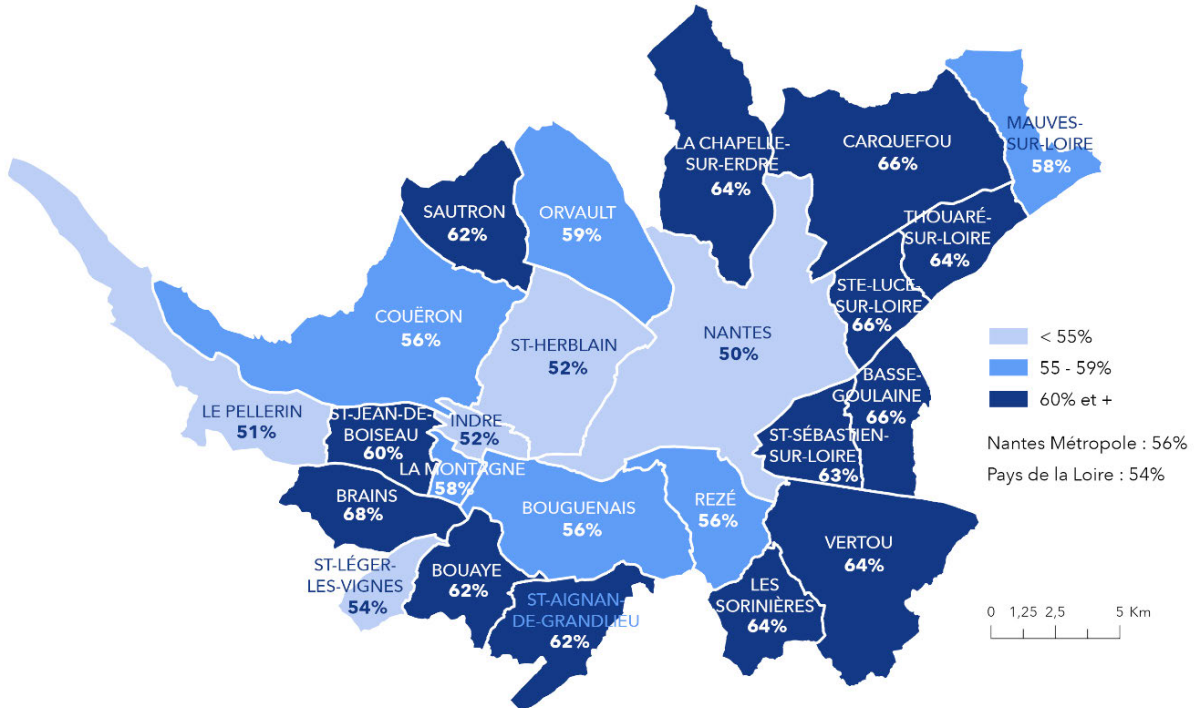 LA CHAPELLE-
SUR-ERDRE
64%
CARQUEFOU
66%
MAUVES-
SUR-LOIRE
58%
SAUTRON
62%
ORVAULT
59%
THOUARÉ-
SUR-LOIRE
64%
STE-LUCE-
SUR-LOIRE
66%
COUËRON
56%
ST-HERBLAIN
52%
NANTES
50%
BASSE-
GOULAINE
66%
LE PELLERIN
51%
ST-JEAN-DE-
BOISEAU
60%
INDRE
52%
ST-SÉBASTIEN-
SUR-LOIRE
63%
LA MONTAGNE
58%
BRAINS
68%
BOUGUENAIS
56%
REZÉ
56%
VERTOU
64%
ST-LÉGER-
LES-VIGNES
54%
BOUAYE
62%
ST-AIGNAN-
DE-GRANDLIEU
62%
LES
SORINIÈRES
64%
< 55%
55 - 59%
60% et +
Nantes Métropole : 56%
Pays de la Loire : 54%
0 1,25 2,5 5 Km